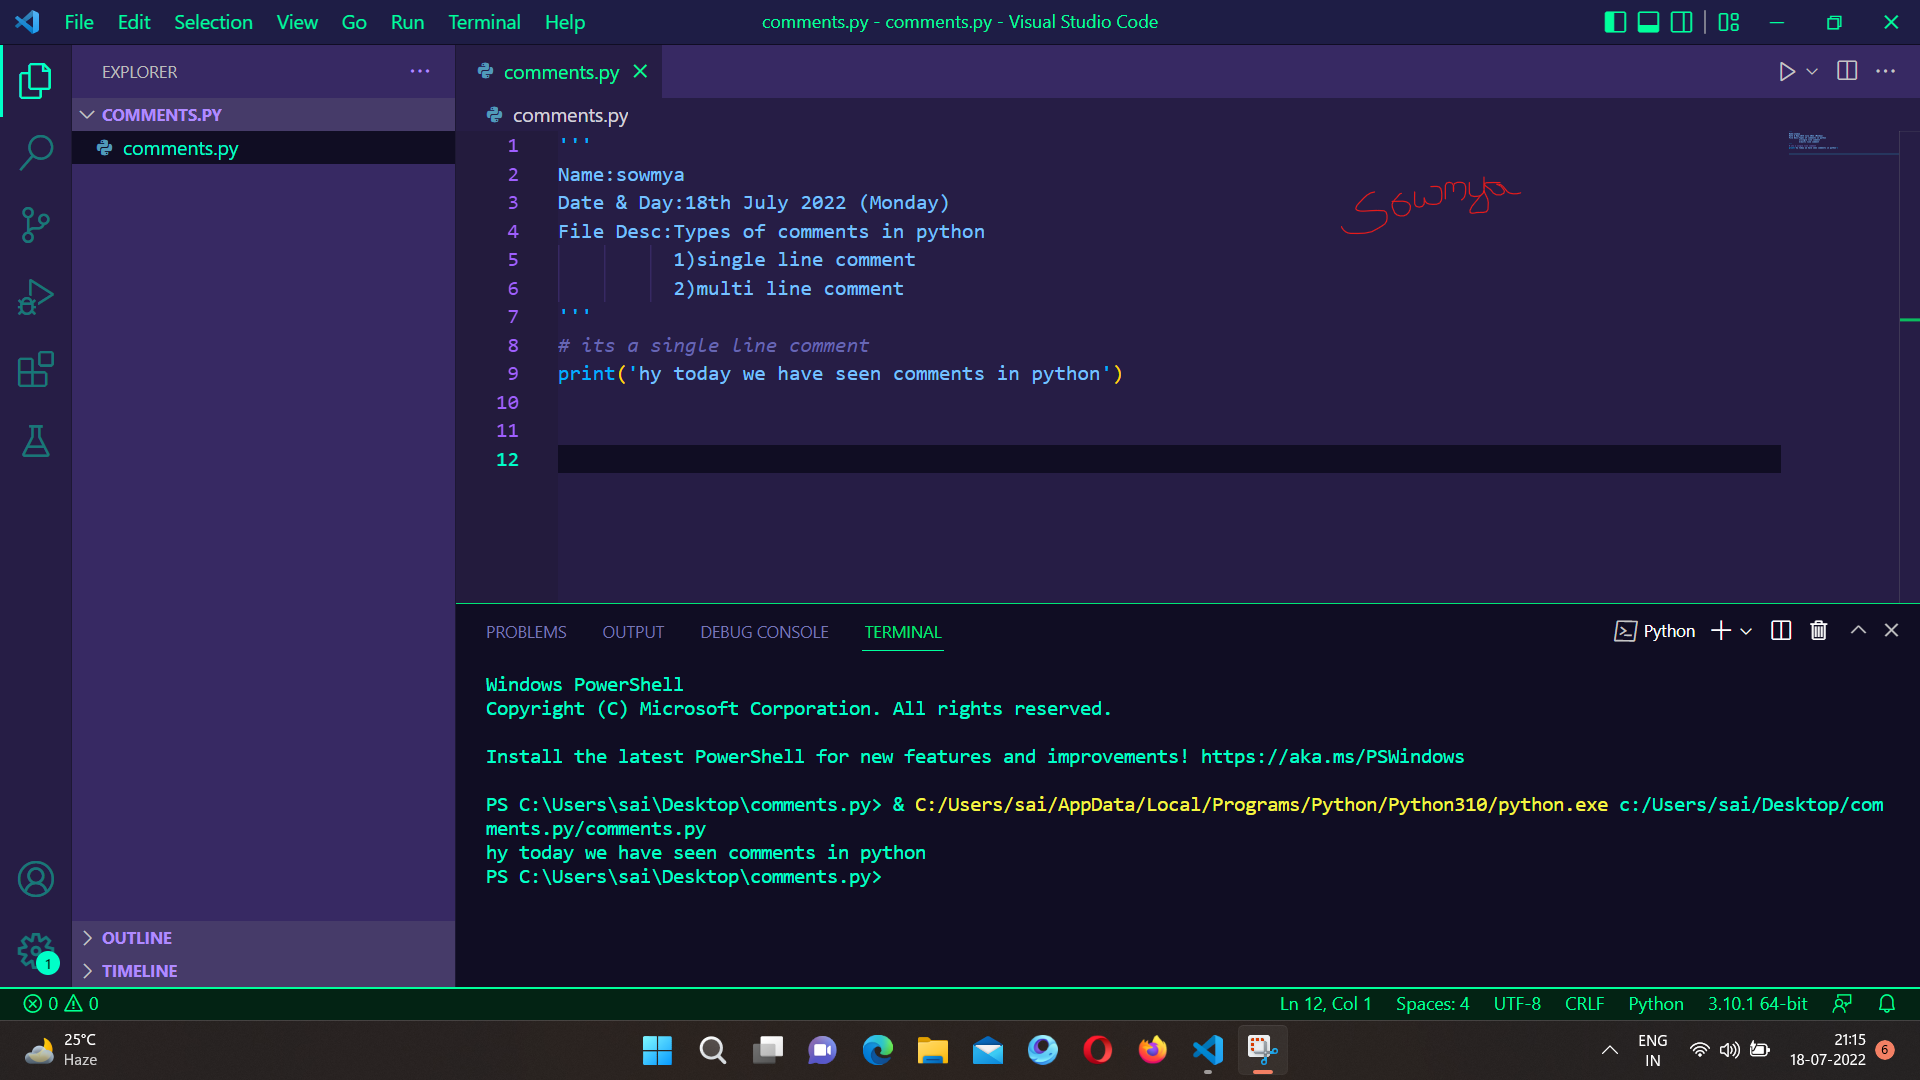 File Edit Selection View Go Run Terminal Help
comments.py - comments.py - Visual Studio Code
EXPLORER
COMMENTS.PY
comments.py
OUTLINE
TIMELINE
1
comments.py
comments.py
1 '''
2 Name:sowmya
3 Date & Day:18th July 2022 (Monday)
4 File Desc:Types of comments in python
5 1)single line comment
6 2)multi line comment
7 '''
8 # its a single line comment
9 print('hy today we have seen comments in python')
10
11
12
Sowmya
PROBLEMS OUTPUT DEBUG CONSOLE TERMINAL
Python
Windows PowerShell
Copyright (C) Microsoft Corporation. All rights reserved.
Install the latest PowerShell for new features and improvements! https://aka.ms/PSWindows
PS C:\Users\sai\Desktop\comments.py> & C:/Users/sai/AppData/Local/Programs/Python/Python310/python.exe c:/Users/sai/Desktop/com
ments.py/comments.py
hy today we have seen comments in python
PS C:\Users\sai\Desktop\comments.py>
0 0
Ln 12, Col 1 Spaces: 4 UTF-8 CRLF Python 3.10.1 64-bit
25°C
Haze
ENG
IN
21:15
18-07-2022
6